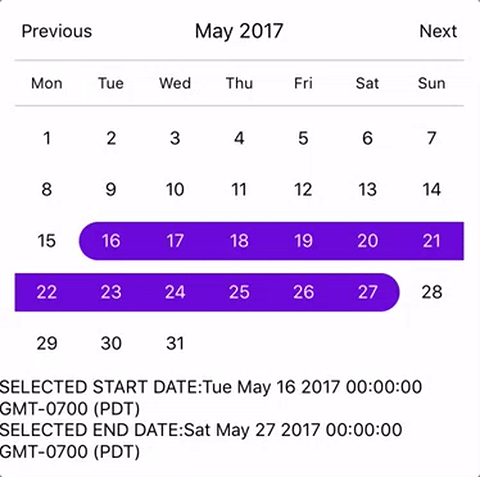 Previous May 2017 Next
Mon Tue Wed Thu Fri Sat Sun
1 2 3 4 5 6 7
8 9 10 11 12 13 14
15 16 17 18 19 20 21
22 23 24 25 26 27 28
29 30 31
SELECTED START DATE:Tue May 16 2017 00:00:00
GMT-0700 (PDT)
SELECTED END DATE:Sat May 27 2017 00:00:00
GMT-0700 (PDT)